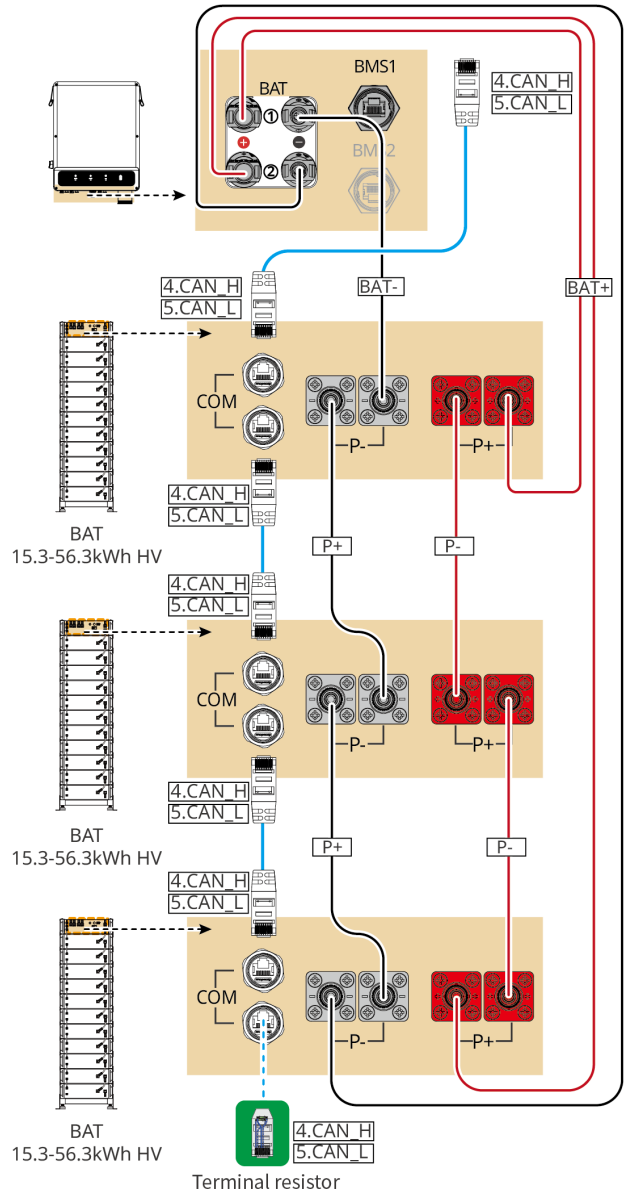 BMS1
BAT
4.CAN_H
5.CAN_L
①
+
−
BMS2
②
4.CAN_H
5.CAN_L
BAT-
BAT+
COM
P-
P+
4.CAN_H
5.CAN_L
BAT
15.3-56.3kWh HV
P+
P-
4.CAN_H
5.CAN_L
COM
P-
P+
4.CAN_H
5.CAN_L
BAT
15.3-56.3kWh HV
P+
P-
4.CAN_H
5.CAN_L
COM
P-
P+
BAT
15.3-56.3kWh HV
4.CAN_H
5.CAN_L
Terminal resistor